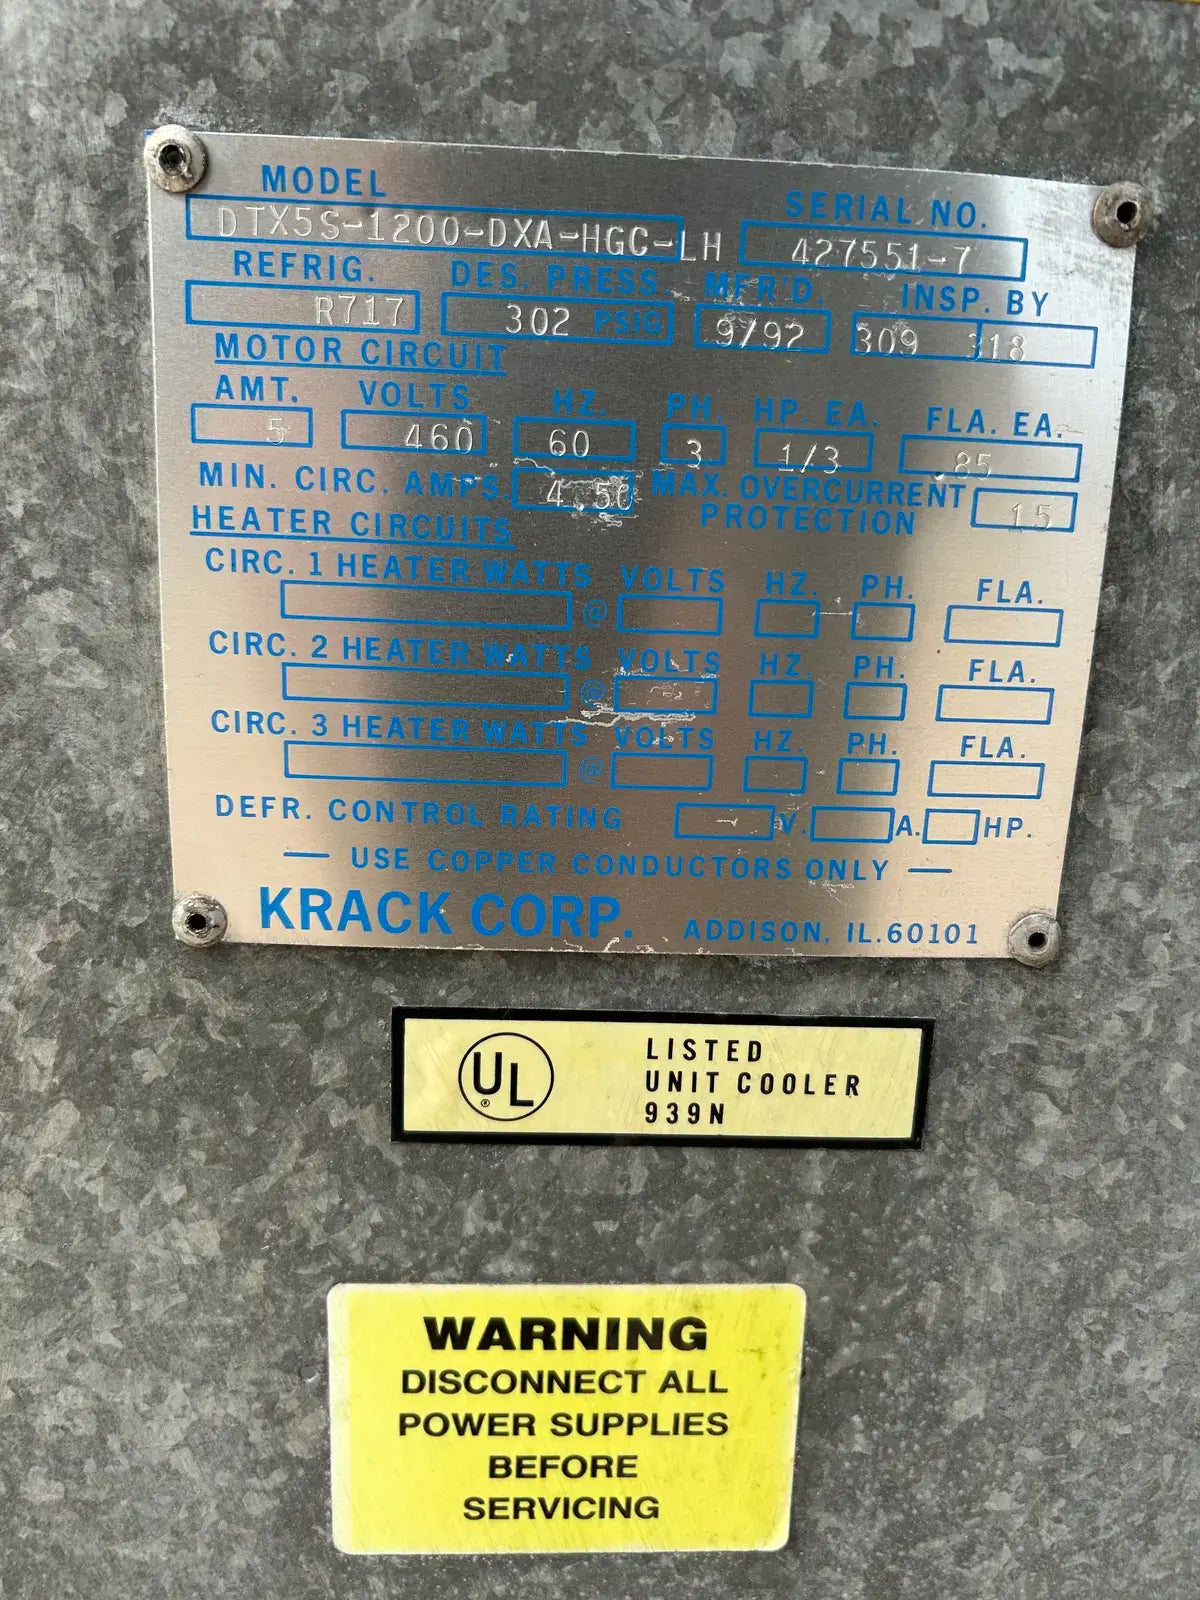 MODEL SERIAL NO.
DTX5S-1200-DXA-HGC-LH 427551-7
REFRIG. DES. PRESS. MFR'D. INSP. BY
R717 302 PSIG 9/92 309 318
MOTOR CIRCUIT
AMT. VOLTS HZ. PH. HP. EA. FLA. EA.
5 460 60 3 1/3 .85
MIN. CIRC. AMPS. 4.50 MAX. OVERCURRENT PROTECTION 15
HEATER CIRCUITS
CIRC. 1 HEATER WATTS VOLTS HZ. PH. FLA.
@
CIRC. 2 HEATER WATTS VOLTS HZ. PH. FLA.
@
CIRC. 3 HEATER WATTS VOLTS HZ. PH. FLA.
@
DEFR. CONTROL RATING V. A. HP.
— USE COPPER CONDUCTORS ONLY —
KRACK CORP. ADDISON, IL. 60101
UL ®
LISTED
UNIT COOLER
939N
WARNING
DISCONNECT ALL
POWER SUPPLIES
BEFORE
SERVICING